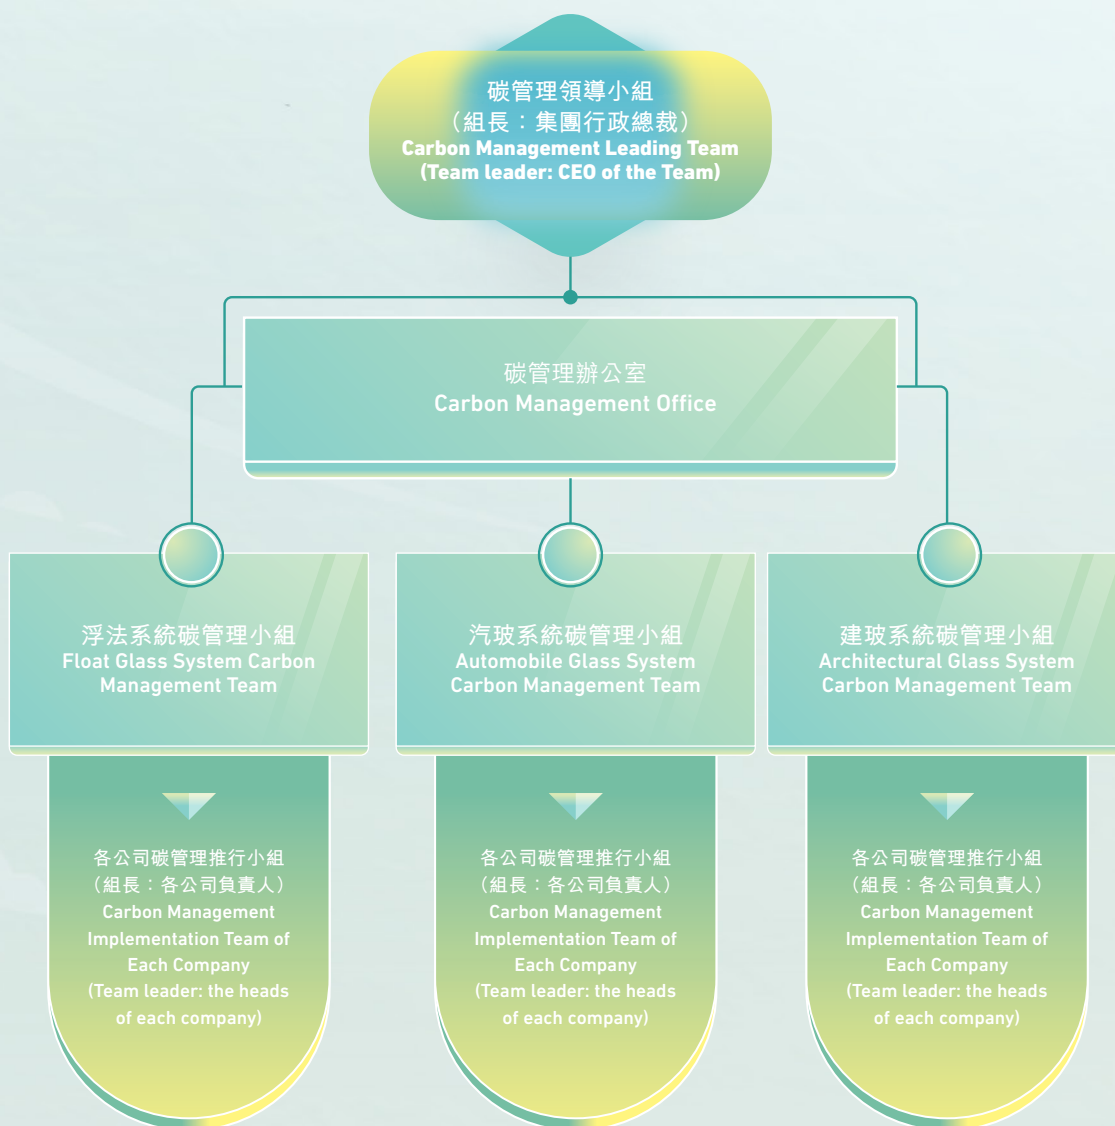 碳管理領導小組
（組長：集團行政總裁）
Carbon Management Leading Team
(Team leader: CEO of the Team)
碳管理辦公室
Carbon Management Office
浮法系統碳管理小組
Float Glass System Carbon
Management Team
汽玻系統碳管理小組
Automobile Glass System
Carbon Management Team
建玻系統碳管理小組
Architectural Glass System
Carbon Management Team
各公司碳管理推行小組
（組長：各公司負責人）
Carbon Management
Implementation Team of
Each Company
(Team leader: the heads
of each company)
各公司碳管理推行小組
（組長：各公司負責人）
Carbon Management
Implementation Team of
Each Company
(Team leader: the heads
of each company)
各公司碳管理推行小組
（組長：各公司負責人）
Carbon Management
Implementation Team of
Each Company
(Team leader: the heads
of each company)